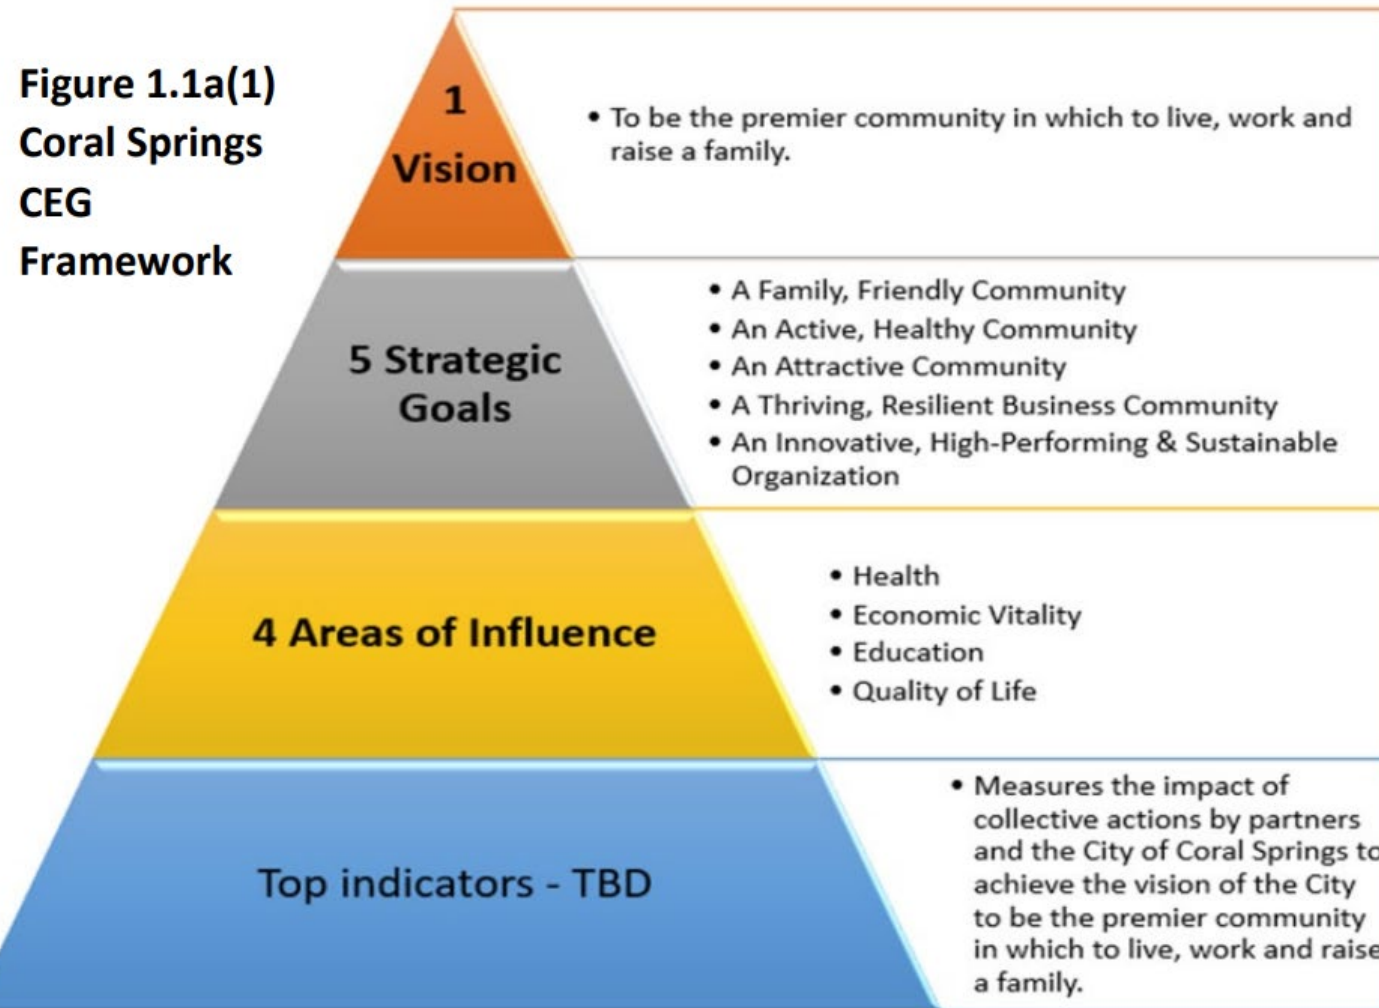 Figure 1.1a(1)
Coral Springs
CEG
Framework
1
Vision
• To be the premier community in which to live, work and
raise a family.
5 Strategic
Goals
• A Family, Friendly Community
• An Active, Healthy Community
• An Attractive Community
• A Thriving, Resilient Business Community
• An Innovative, High-Performing & Sustainable
Organization
4 Areas of Influence
• Health
• Economic Vitality
• Education
• Quality of Life
Top indicators - TBD
• Measures the impact of
collective actions by partners
and the City of Coral Springs to
achieve the vision of the City
to be the premier community
in which to live, work and raise
a family.